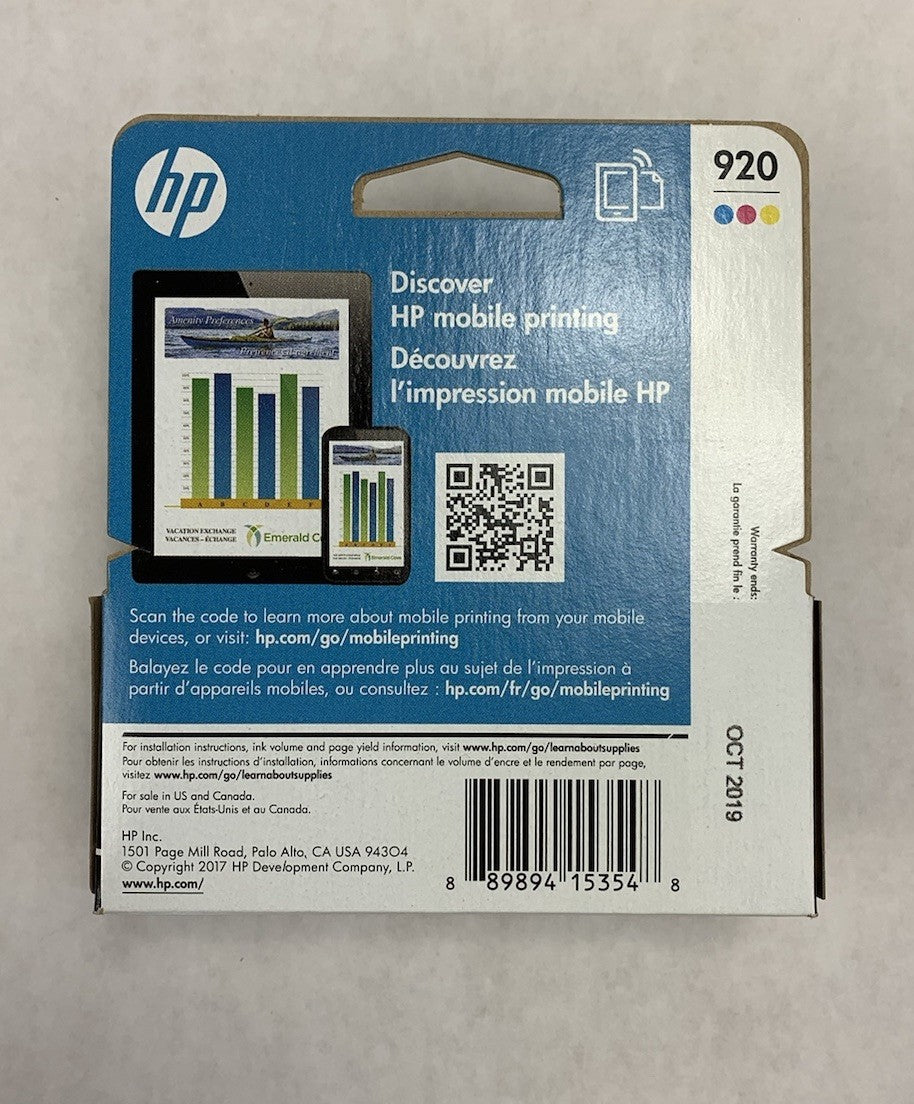 hp
920
Discover
HP mobile printing
Découvrez
l'impression mobile HP
Amenity Preferences
A B C D E F
VACATION EXCHANGE
VACANCES – ÉCHANGE
Emerald Co
Emerald Cove
Warranty ends:
La garantie prend fin le :
OCT 2019
Scan the code to learn more about mobile printing from your mobile
devices, or visit: hp.com/go/mobileprinting
Balayez le code pour en apprendre plus au sujet de l'impression à
partir d'appareils mobiles, ou consultez : hp.com/fr/go/mobileprinting
For installation instructions, ink volume and page yield information, visit www.hp.com/go/learnaboutsupplies
Pour obtenir les instructions d'installation, informations concernant le volume d'encre et le rendement par page,
visitez www.hp.com/go/learnaboutsupplies
For sale in US and Canada.
Pour vente aux États-Unis et au Canada.
HP Inc.
1501 Page Mill Road, Palo Alto, CA USA 94304
© Copyright 2017 HP Development Company, L.P.
www.hp.com/
8 89894 15354 8